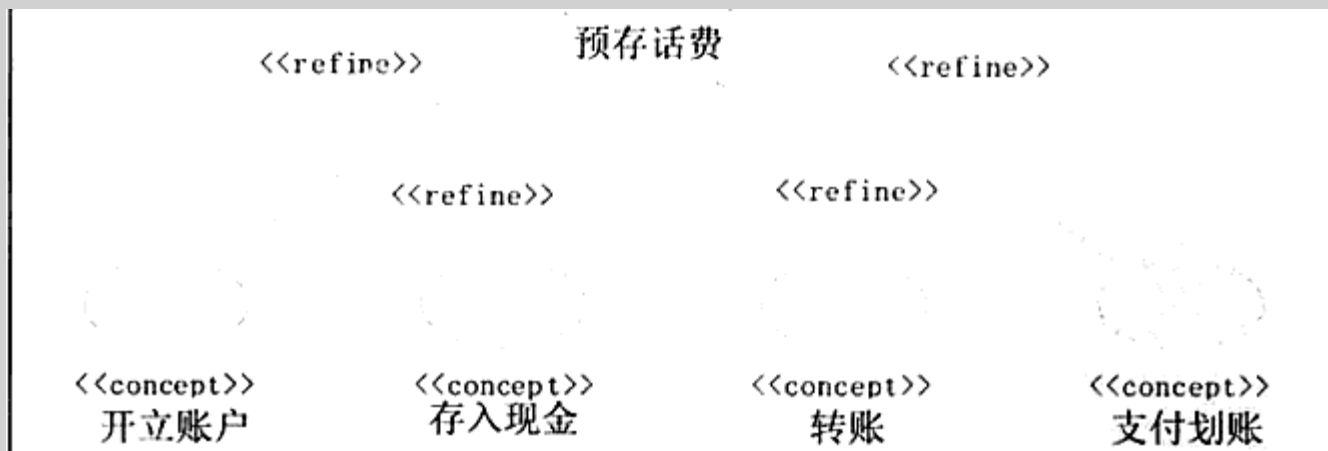 预存话费
<<refine>> <<refine>>
<<refine>> <<refine>>
<<concept>> <<concept>> <<concept>> <<concept>>
开立账户 存入现金 转账 支付划账